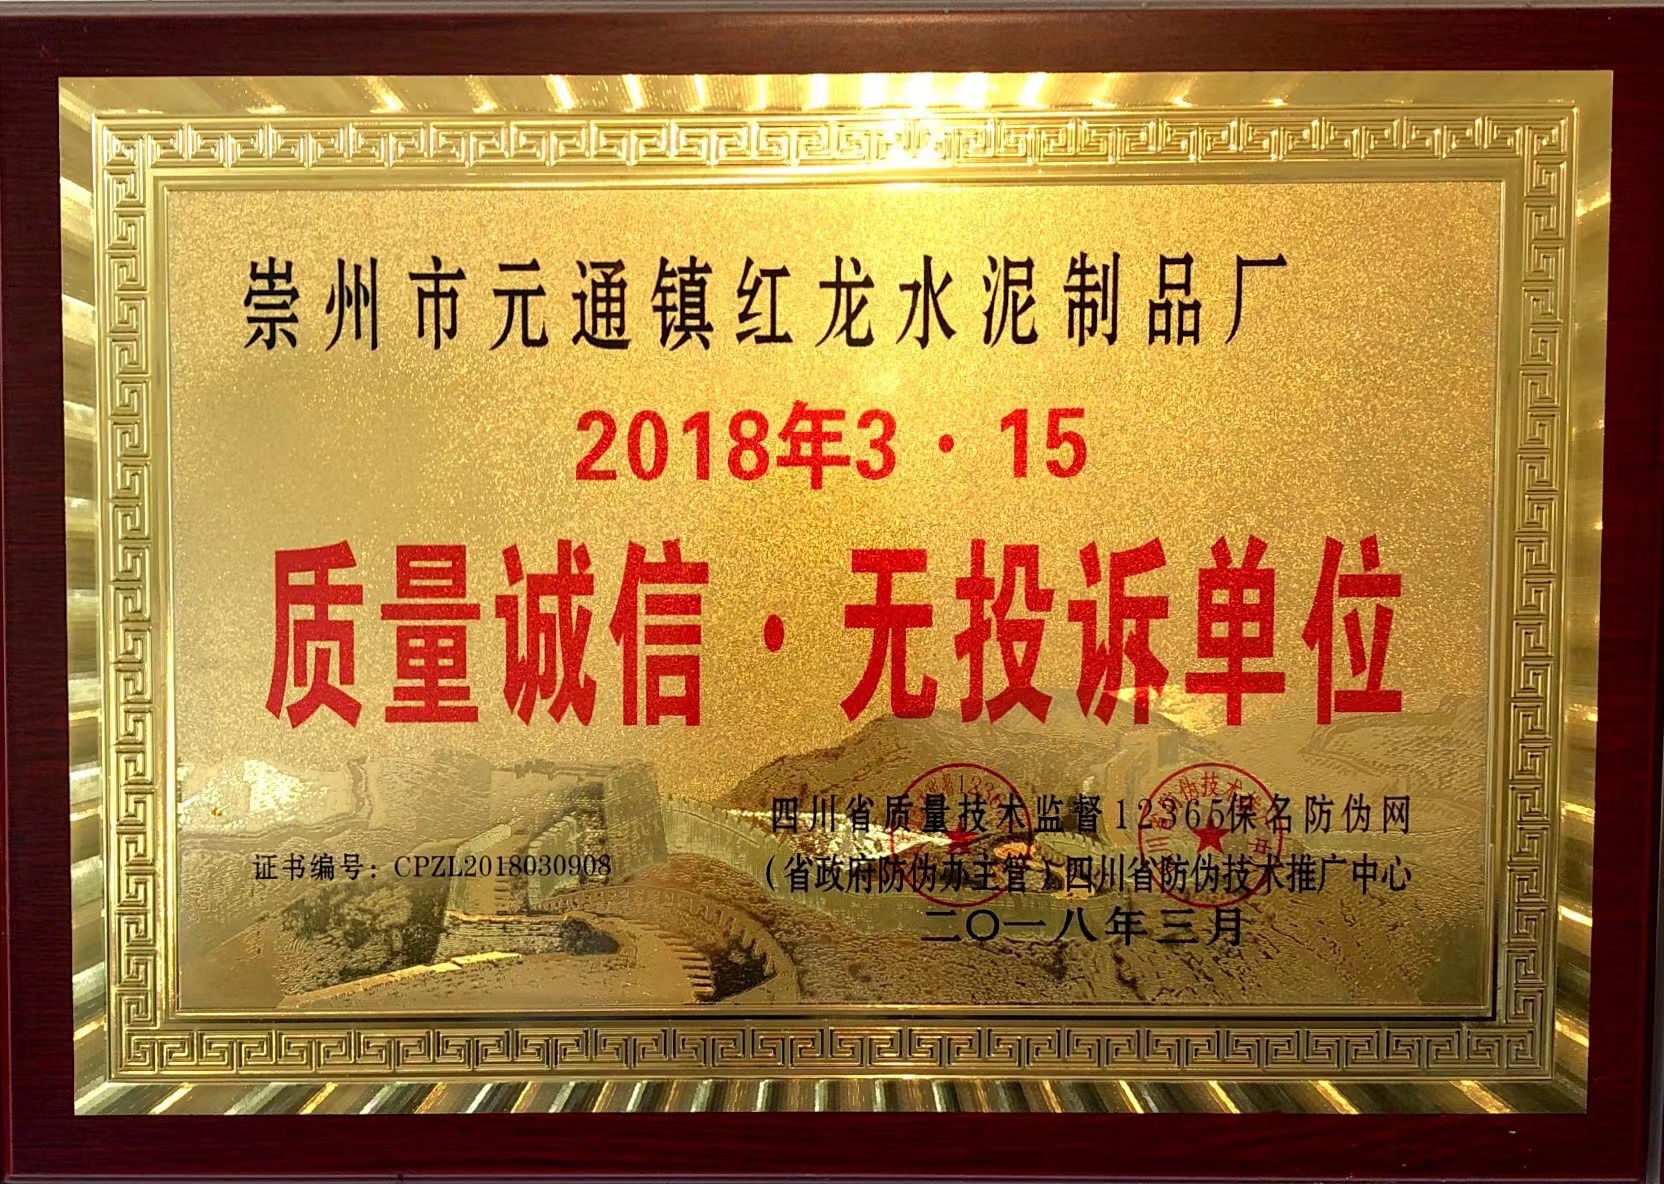 崇州市元通镇红龙水泥制品厂
2018年3·15
质量诚信·无投诉单位
四川省质量技术监督12365保名防伪网
证书编号：CPZL2018030908
（省政府防伪办主管）四川省防伪技术推广中心
二〇一八年三月